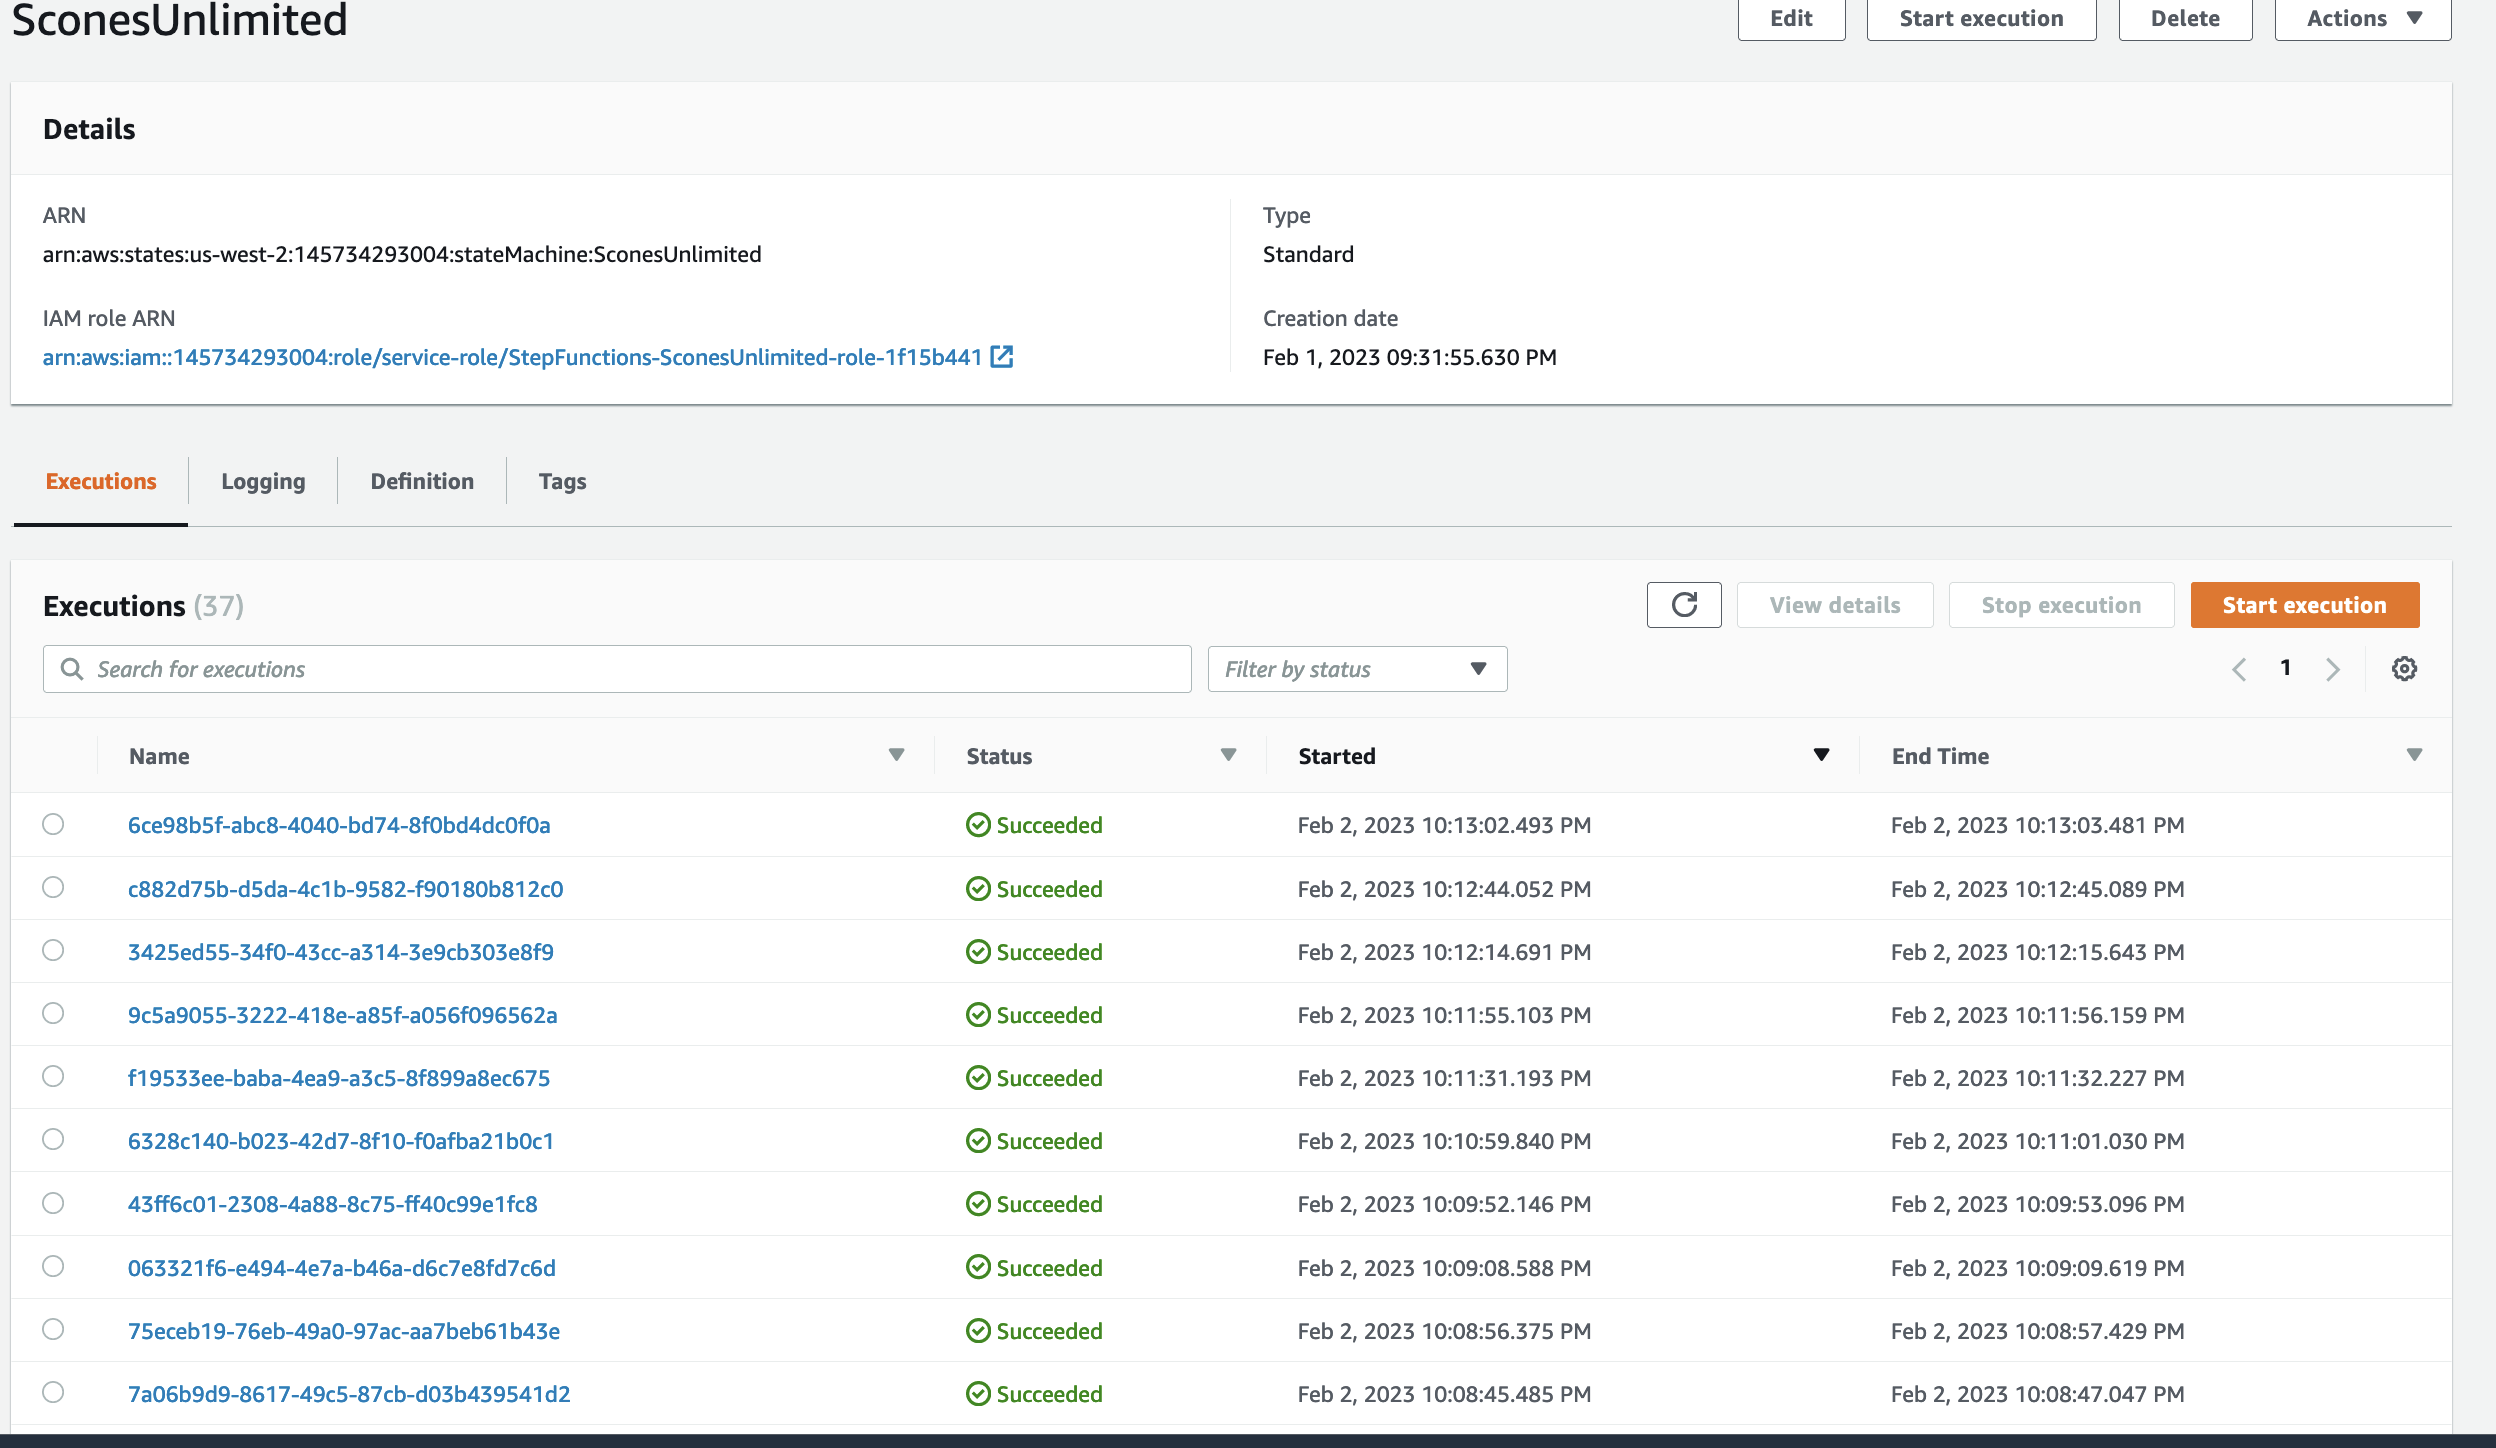 SconesUnlimited
Edit
Start execution
Delete
Actions
Details
ARN
arn:aws:states:us-west-2:145734293004:stateMachine:SconesUnlimited
Type
Standard
IAM role ARN
arn:aws:iam::145734293004:role/service-role/StepFunctions-SconesUnlimited-role-1f15b441
Creation date
Feb 1, 2023 09:31:55.630 PM
Executions
Logging
Definition
Tags
Executions (37)
View details
Stop execution
Start execution
Search for executions
Filter by status
1
Name Status Started End Time
6ce98b5f-abc8-4040-bd74-8f0bd4dc0f0a Succeeded Feb 2, 2023 10:13:02.493 PM Feb 2, 2023 10:13:03.481 PM
c882d75b-d5da-4c1b-9582-f90180b812c0 Succeeded Feb 2, 2023 10:12:44.052 PM Feb 2, 2023 10:12:45.089 PM
3425ed55-34f0-43cc-a314-3e9cb303e8f9 Succeeded Feb 2, 2023 10:12:14.691 PM Feb 2, 2023 10:12:15.643 PM
9c5a9055-3222-418e-a85f-a056f096562a Succeeded Feb 2, 2023 10:11:55.103 PM Feb 2, 2023 10:11:56.159 PM
f19533ee-baba-4ea9-a3c5-8f899a8ec675 Succeeded Feb 2, 2023 10:11:31.193 PM Feb 2, 2023 10:11:32.227 PM
6328c140-b023-42d7-8f10-f0afba21b0c1 Succeeded Feb 2, 2023 10:10:59.840 PM Feb 2, 2023 10:11:01.030 PM
43ff6c01-2308-4a88-8c75-ff40c99e1fc8 Succeeded Feb 2, 2023 10:09:52.146 PM Feb 2, 2023 10:09:53.096 PM
063321f6-e494-4e7a-b46a-d6c7e8fd7c6d Succeeded Feb 2, 2023 10:09:08.588 PM Feb 2, 2023 10:09:09.619 PM
75eceb19-76eb-49a0-97ac-aa7beb61b43e Succeeded Feb 2, 2023 10:08:56.375 PM Feb 2, 2023 10:08:57.429 PM
7a06b9d9-8617-49c5-87cb-d03b439541d2 Succeeded Feb 2, 2023 10:08:45.485 PM Feb 2, 2023 10:08:47.047 PM